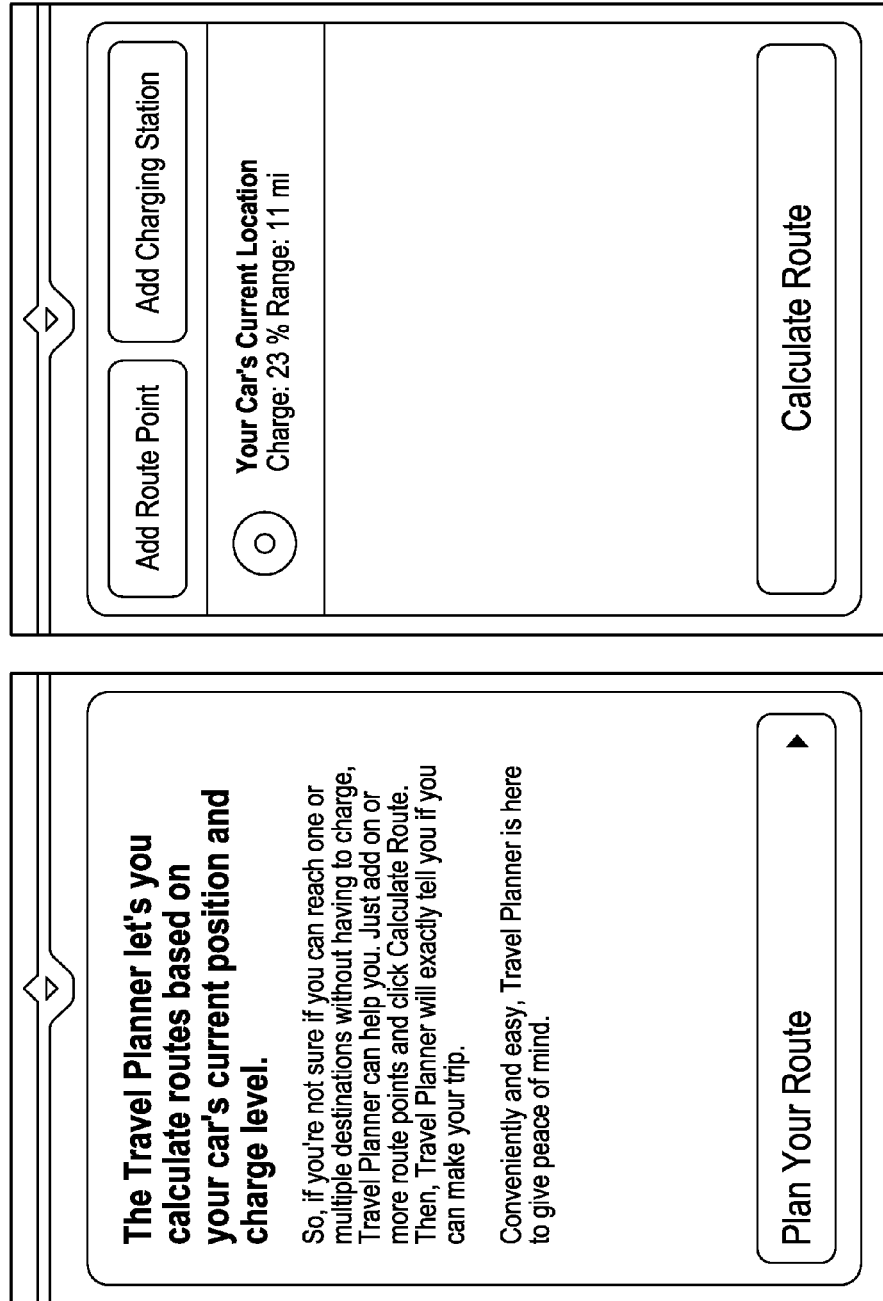 The Travel Planner let's you
calculate routes based on
your car's current position and
charge level.
So, if you're not sure if you can reach one or
multiple destinations without having to charge,
Travel Planner can help you. Just add on or
more route points and click Calculate Route.
Then, Travel Planner will exactly tell you if you
can make your trip.
Conveniently and easy, Travel Planner is here
to give peace of mind.
Plan Your Route
Add Route Point
Add Charging Station
Your Car's Current Location
Charge: 23 % Range: 11 mi
Calculate Route